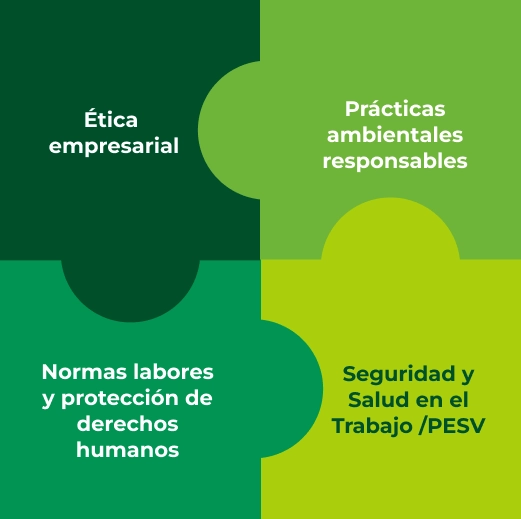 Ética
empresarial
Prácticas
ambientales
responsables
Normas labores
y protección de
derechos
humanos
Seguridad y
Salud en el
Trabajo /PESV